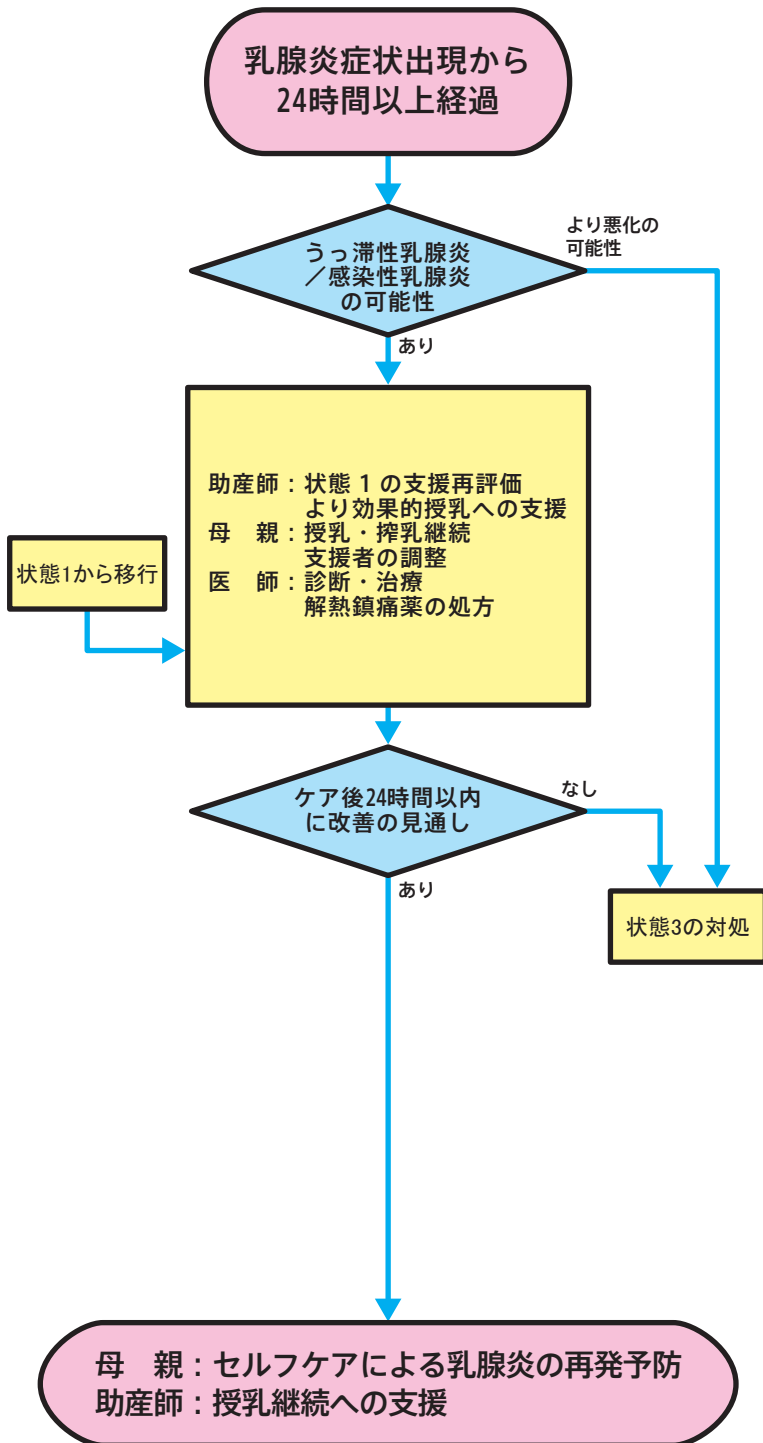 乳腺炎症状出現から
24時間以上経過
うっ滞性乳腺炎
／感染性乳腺炎
の可能性
より悪化の
可能性
あり
助産師：状態１の支援再評価
より効果的授乳への支援
母　親：授乳・搾乳継続
支援者の調整
医　師：診断・治療
解熱鎮痛薬の処方
状態1から移行
ケア後24時間以内
に改善の見通し
なし
あり
状態3の対処
母　親：セルフケアによる乳腺炎の再発予防
助産師：授乳継続への支援